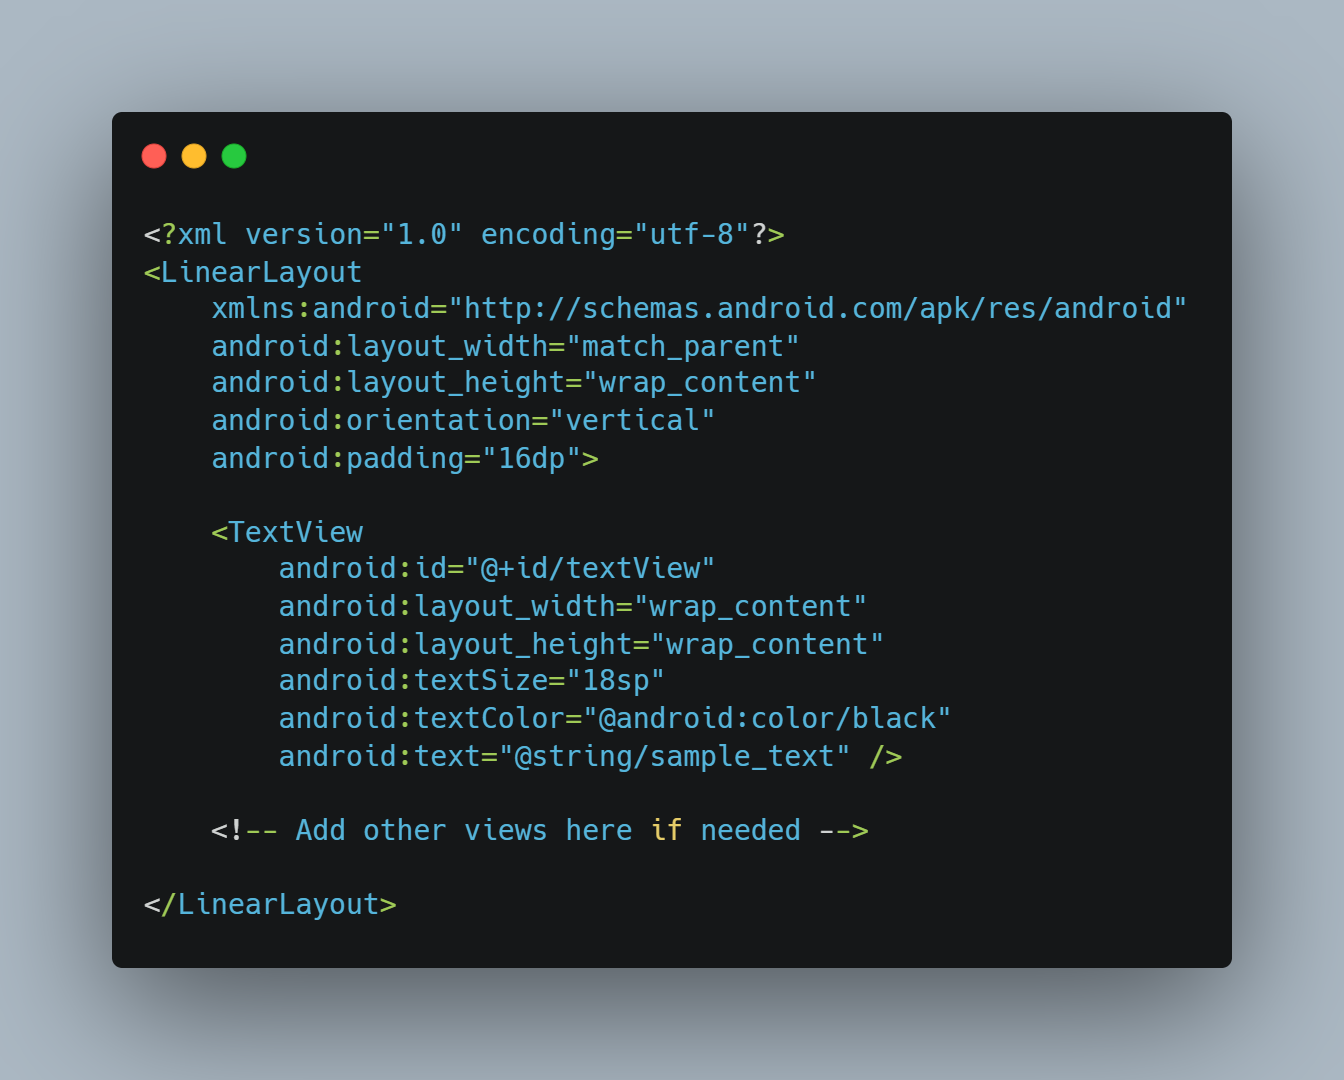 <?xml version="1.0" encoding="utf-8"?>
<LinearLayout
    xmlns:android="http://schemas.android.com/apk/res/android"
    android:layout_width="match_parent"
    android:layout_height="wrap_content"
    android:orientation="vertical"
    android:padding="16dp">

    <TextView
        android:id="@+id/textView"
        android:layout_width="wrap_content"
        android:layout_height="wrap_content"
        android:textSize="18sp"
        android:textColor="@android:color/black"
        android:text="@string/sample_text" />

    <!-- Add other views here if needed -->

</LinearLayout>